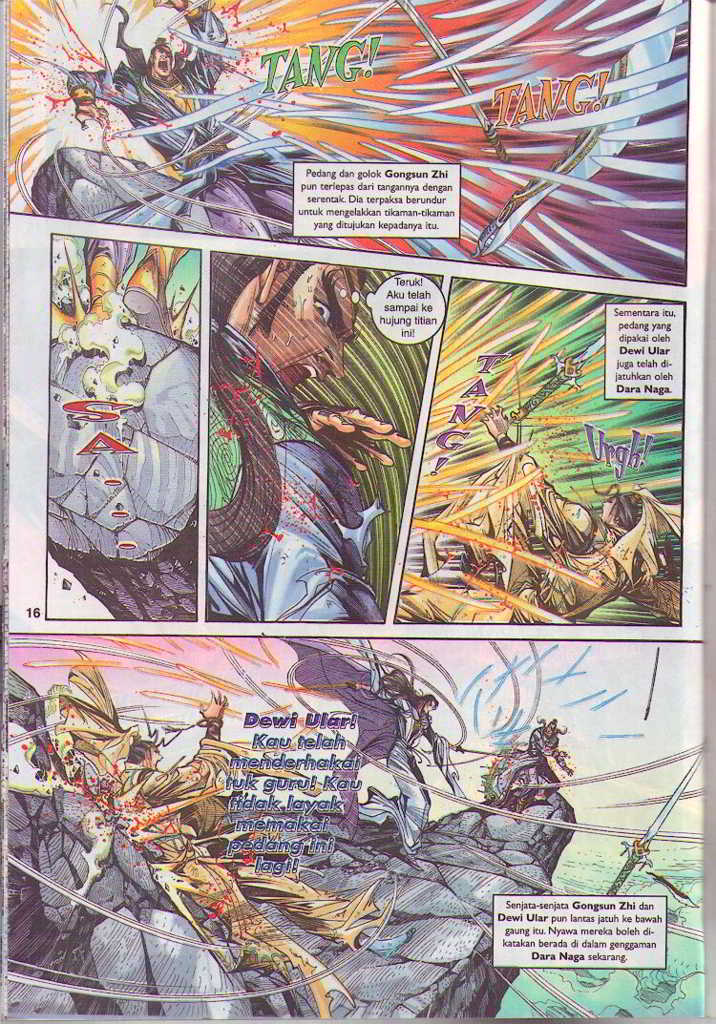 TANG!
TANG!
Pedang dan golok Gongsun Zhi
pun terlepas dari tangannya dengan
serentak. Dia terpaksa berundur
untuk mengelakkan tikaman-tikaman
yang ditujukan kepadanya itu.
SA...
Teruk!
Aku telah
sampai ke
hujung titian
ini!
TANG
TANG!
Sementara itu,
pedang yang
dipakai oleh
Dewi Ular
juga telah di-
jatuhkan oleh
Dara Naga.
Urgh!
16
Dewi Ular!
Kau telah
menderhakai
tuk guru! Kau
tidak layak
memakai
pedang ini
lagi!
Senjata-senjata Gongsun Zhi dan
Dewi Ular pun lantas jatuh ke bawah
gaung itu. Nyawa mereka boleh di-
katakan berada di dalam genggaman
Dara Naga sekarang.